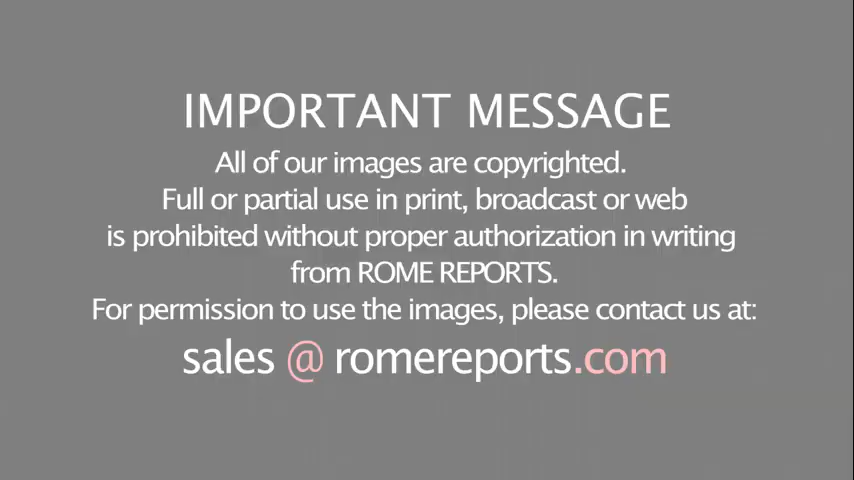 IMPORTANT MESSAGE
All of our images are copyrighted.
Full or partial use in print, broadcast or web
is prohibited without proper authorization in writing
from ROME REPORTS.
For permission to use the images, please contact us at:
sales @ romereports.com